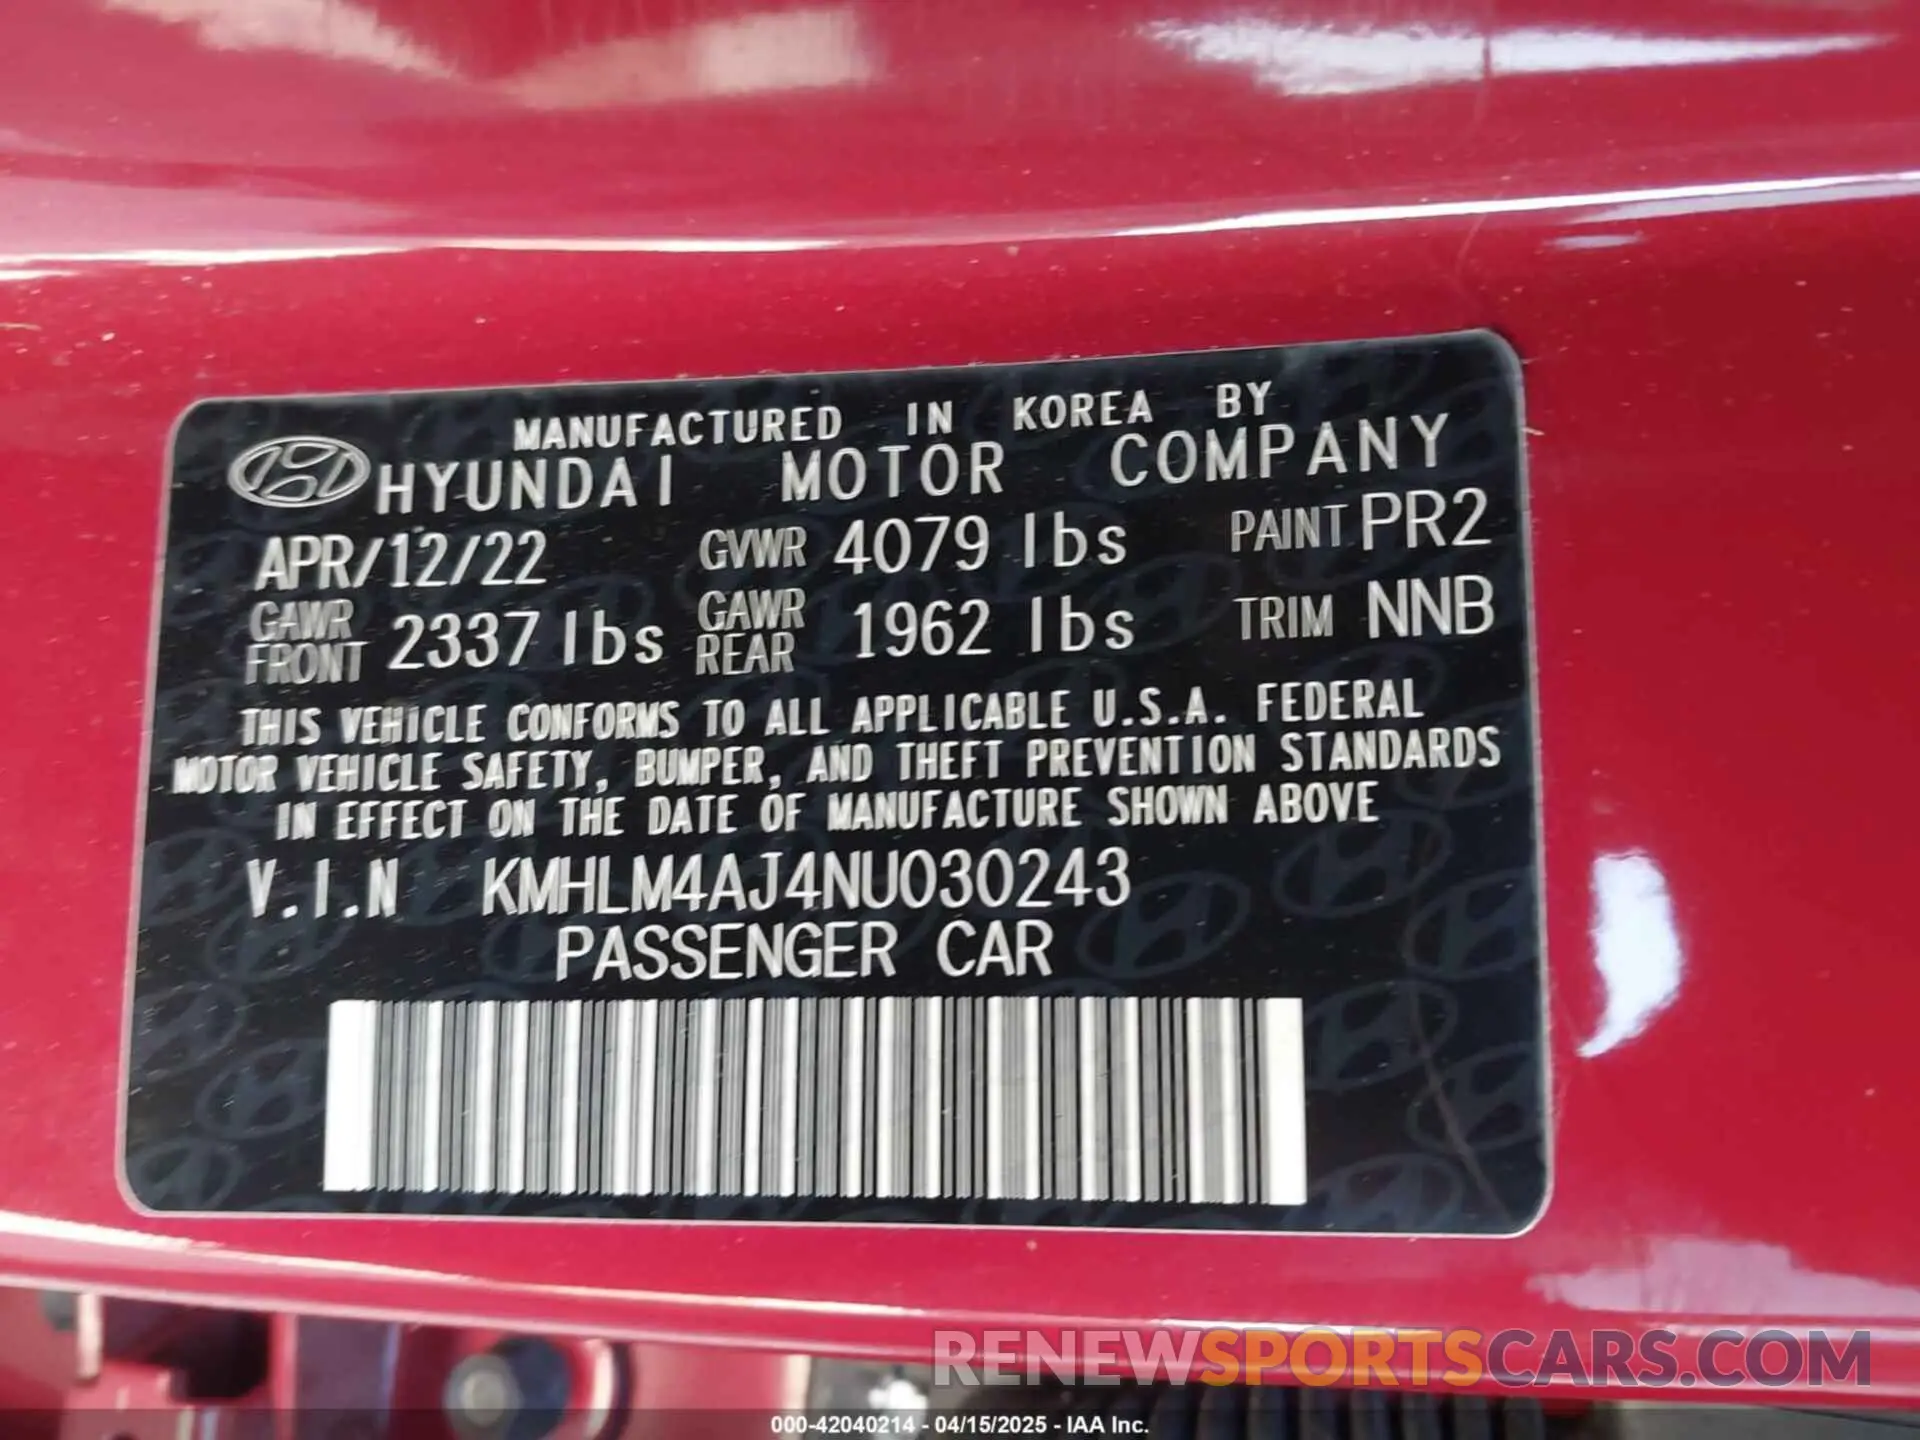 MANUFACTURED IN KOREA BY
HYUNDAI MOTOR COMPANY
APR/12/22 GVWR 4079 lbs PAINT PR2
GAWR FRONT 2337 lbs GAWR REAR 1962 lbs TRIM NNB
THIS VEHICLE CONFORMS TO ALL APPLICABLE U.S.A. FEDERAL
MOTOR VEHICLE SAFETY, BUMPER, AND THEFT PREVENTION STANDARDS
IN EFFECT ON THE DATE OF MANUFACTURE SHOWN ABOVE
V.I.N KMHLM4AJ4NU030243
PASSENGER CAR
RENEWSPORTSCARS.COM
000-42040214 - 04/15/2025 - IAA Inc.